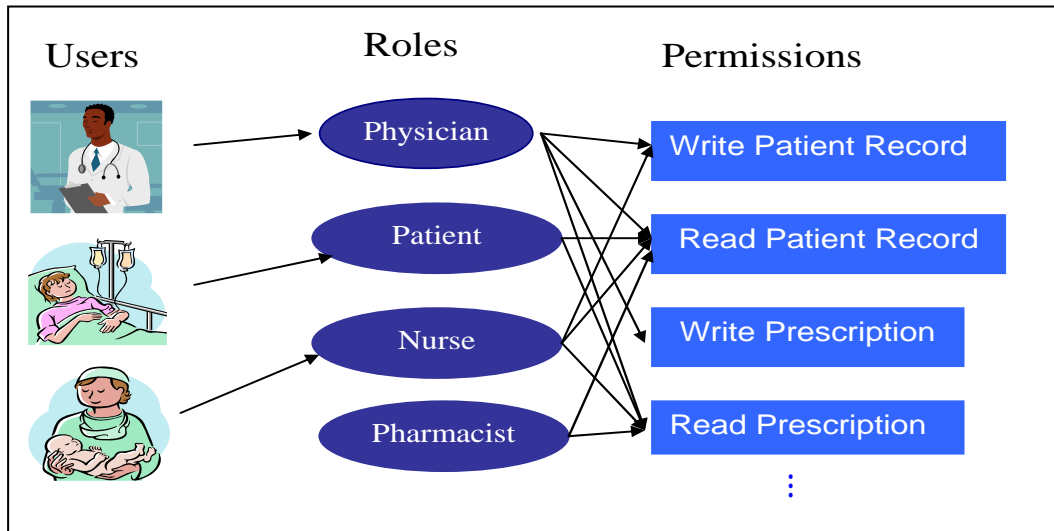 Users
Roles
Permissions
Physician
Write Patient Record
Patient
Read Patient Record
Nurse
Write Prescription
Pharmacist
Read Prescription
...